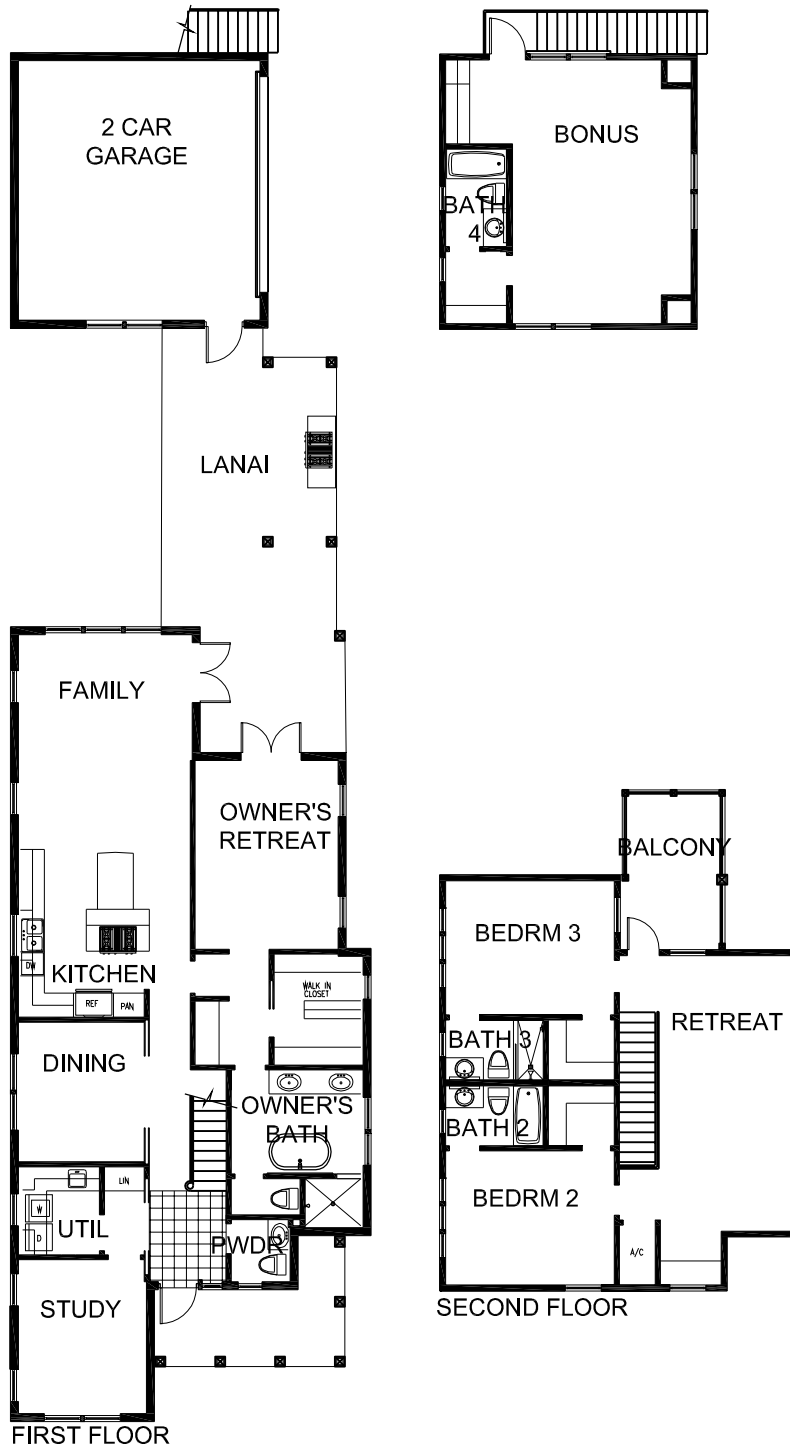 2 CAR
GARAGE
BONUS
BATH
4
LANAI
FAMILY
OWNER'S
RETREAT
BALCONY
BEDRM 3
KITCHEN
DW
REF
PAN
WALK IN
CLOSET
RETREAT
DINING
BATH 3
OWNER'S
BATH
BATH 2
LIN
W
D
UTIL
BEDRM 2
PWDR
A/C
STUDY
SECOND FLOOR
FIRST FLOOR